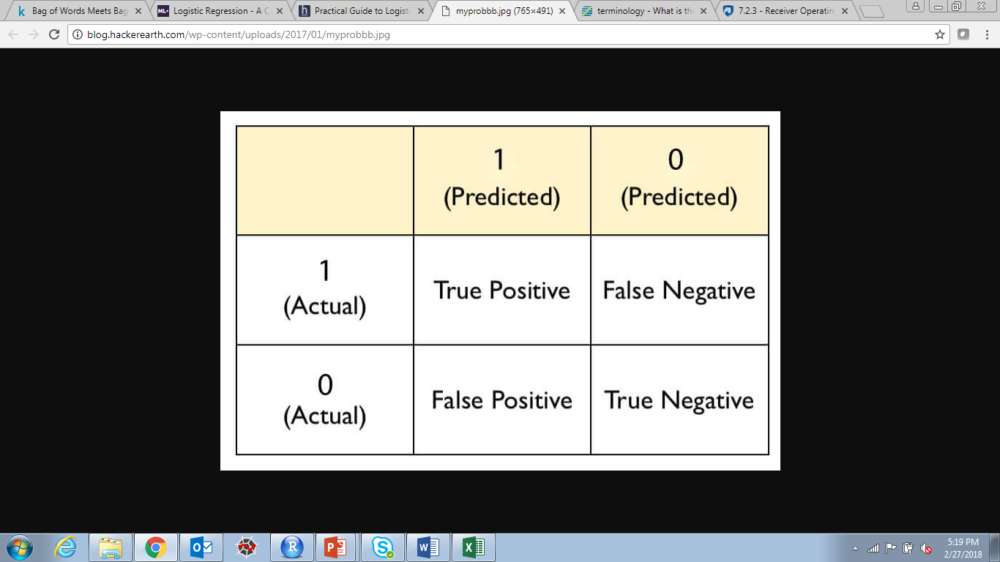 Bag of Words Meets Bag
Logistic Regression - A C
Practical Guide to Logisti
myprobbb.jpg (765×491)
terminology - What is th
7.2.3 - Receiver Operatin
blog.hackerearth.com/wp-content/uploads/2017/01/myprobbb.jpg
1
(Predicted)
0
(Predicted)
1
(Actual)
True Positive
False Negative
0
(Actual)
False Positive
True Negative
5:19 PM
2/27/2018